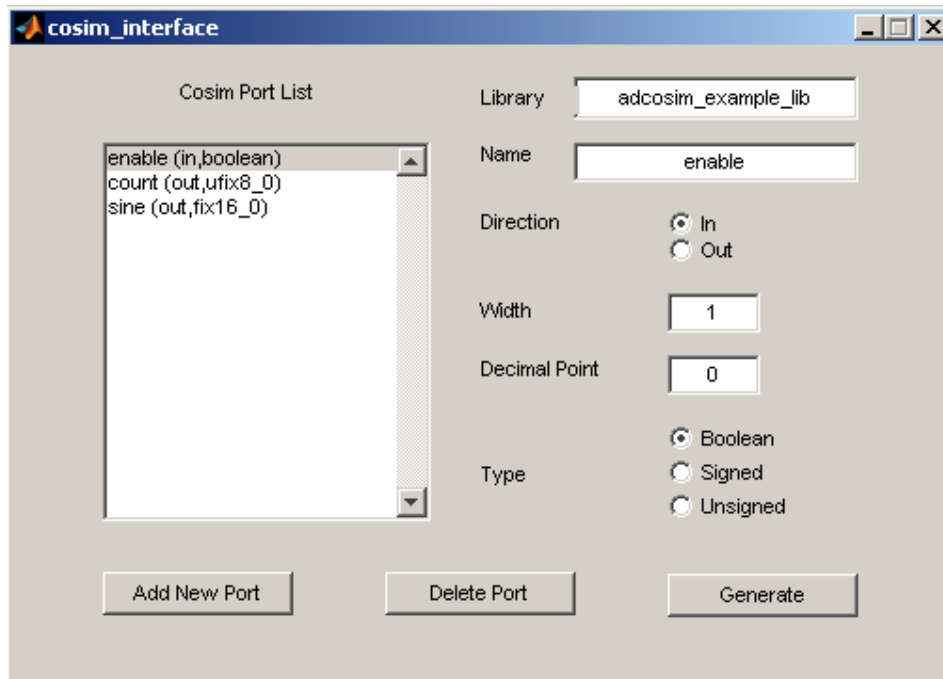 cosim_interface
Cosim Port List
enable (in,boolean)
count (out,ufix8_0)
sine (out,fix16_0)
Library
adcosim_example_lib
Name
enable
Direction
In
Out
Width
1
Decimal Point
0
Type
Boolean
Signed
Unsigned
Add New Port
Delete Port
Generate